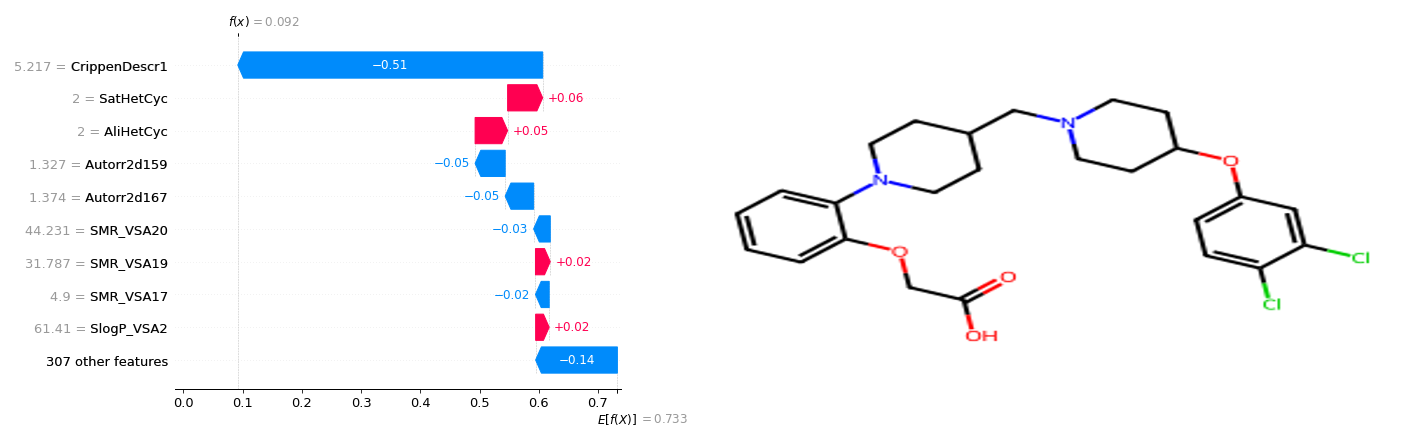 f(x) = 0.092
5.217 = CrippenDescr1
−0.51
2 = SatHetCyc
+0.06
2 = AliHetCyc
+0.05
1.327 = Autorr2d159
−0.05
1.374 = Autorr2d167
−0.05
44.231 = SMR_VSA20
−0.03
31.787 = SMR_VSA19
+0.02
4.9 = SMR_VSA17
−0.02
61.41 = SlogP_VSA2
+0.02
307 other features
−0.14
0.0 0.1 0.2 0.3 0.4 0.5 0.6 0.7
E[f(X)] = 0.733
N
N
O
O
O
OH
Cl
Cl